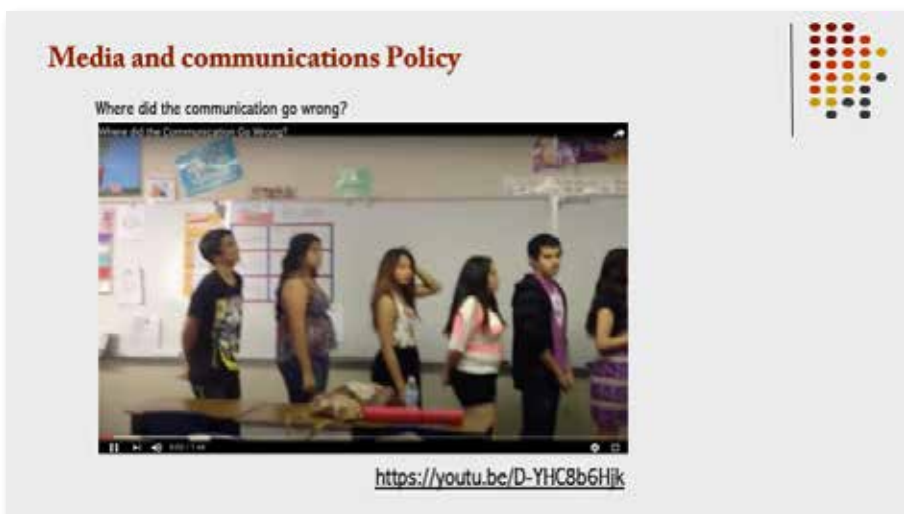 Media and communications Policy
Where did the communication go wrong?
Where did the Communication Go Wrong?
https://youtu.be/D-YHC8b6Hjk